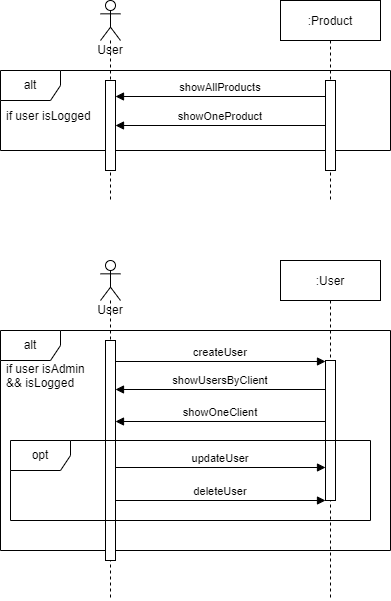 :Product
User
alt
showAllProducts
if user isLogged
showOneProduct
:User
User
alt
createUser
if user isAdmin
&& isLogged
showUsersByClient
showOneClient
opt
updateUser
deleteUser